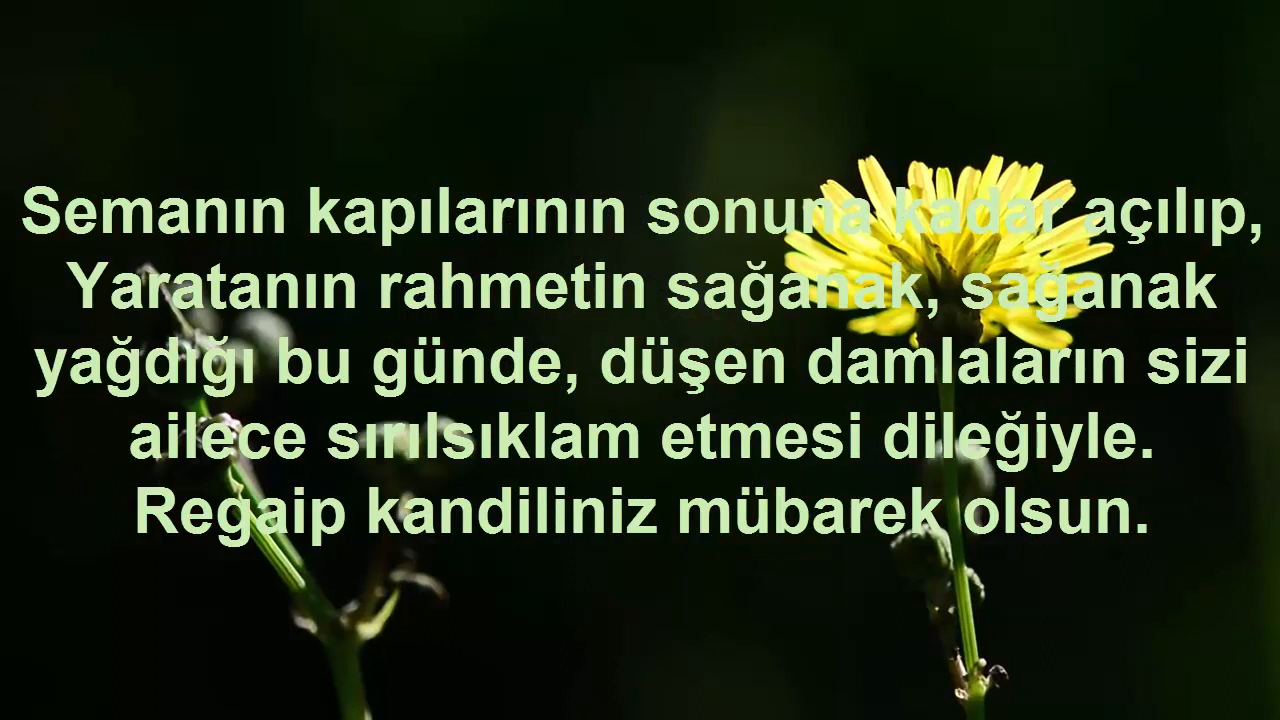 Semanın kapılarının sonuna kadar açılıp,
Yaratanın rahmetin sağanak, sağanak
yağdığı bu günde, düşen damlaların sizi
ailece sırılsıklam etmesi dileğiyle.
Regaip kandiliniz mübarek olsun.